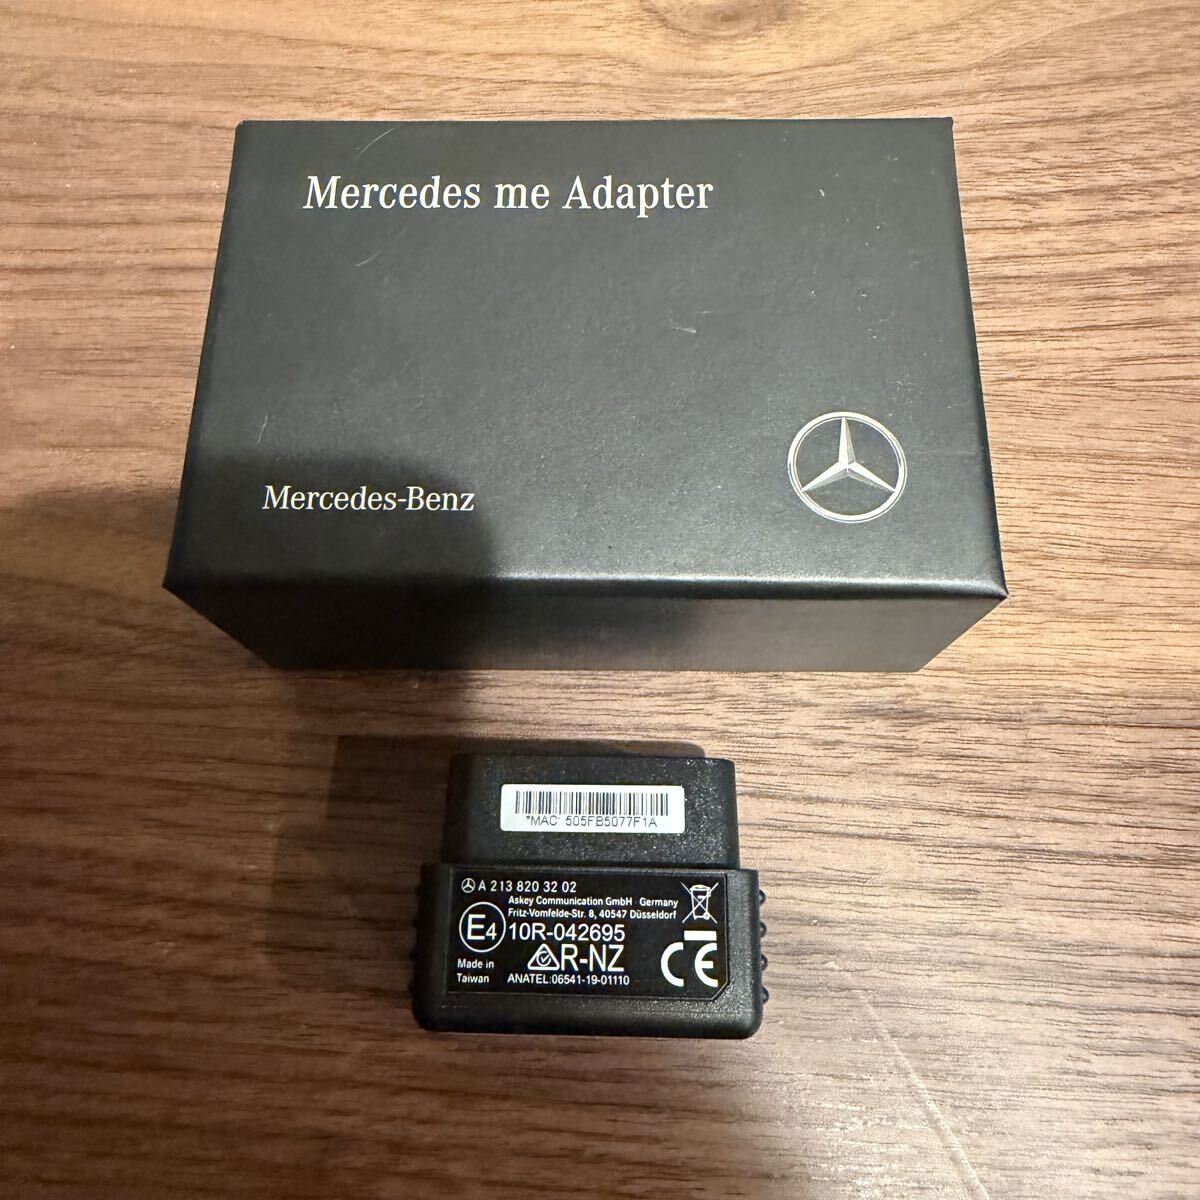 Mercedes me Adapter
Mercedes-Benz
*MAC: 505FB5077F1A
A 213 820 32 02
Askey Communication GmbH · Germany
Fritz-Vomfelde-Str. 8, 40547 Düsseldorf
E4
10R-042695
R-NZ
CE
Made in
Taiwan
ANATEL:06541-19-01110